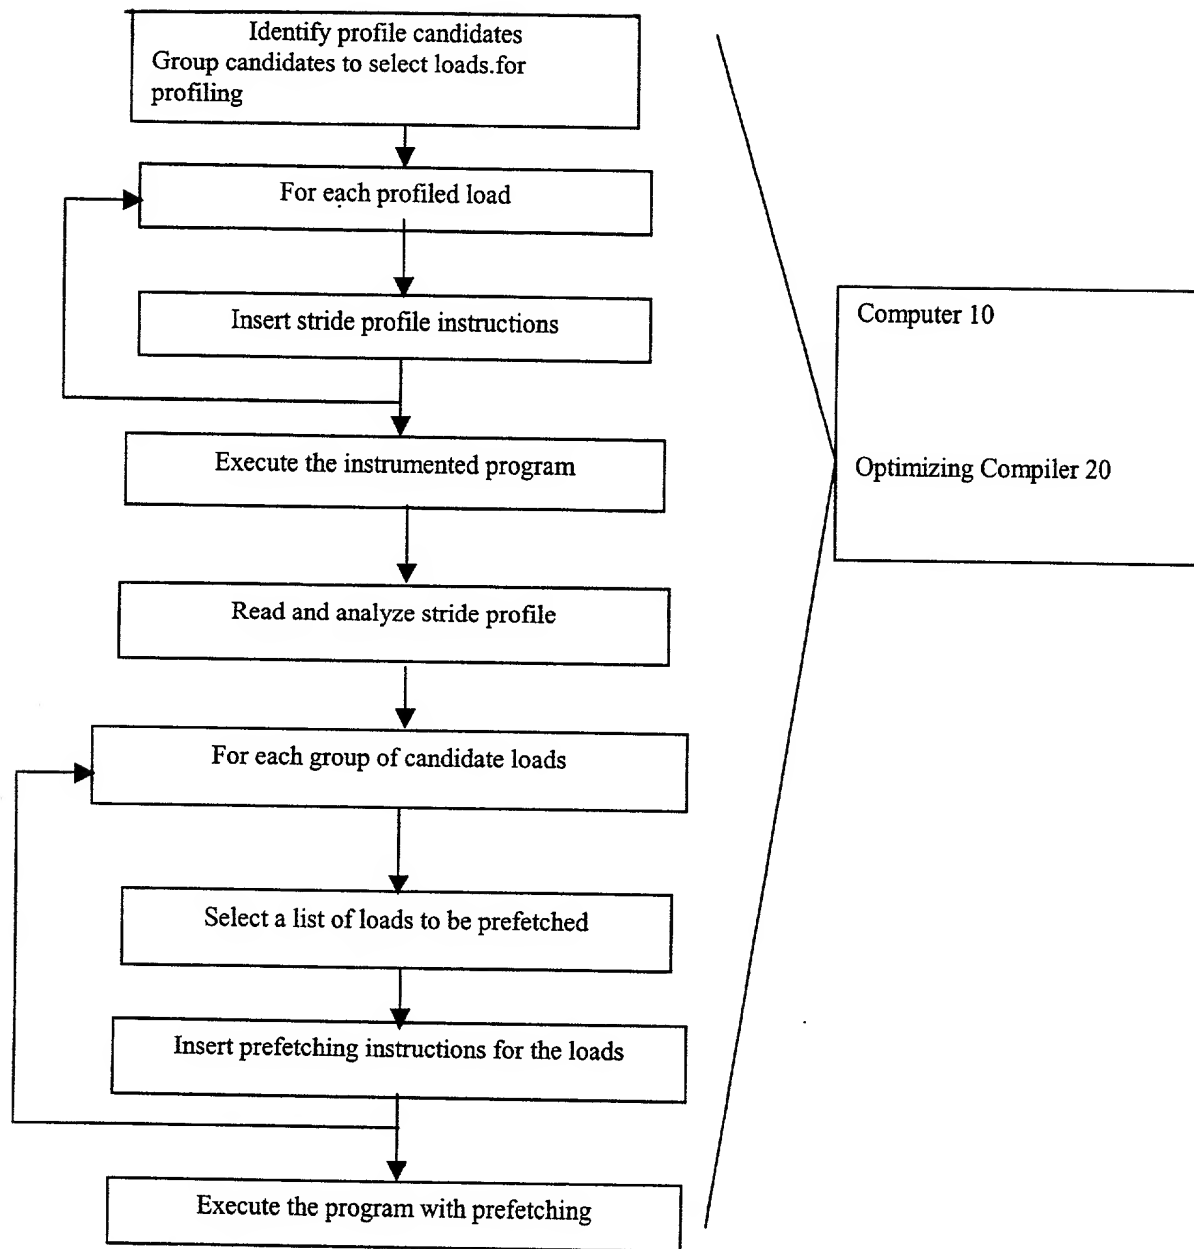 Identify profile candidates
Group candidates to select loads.for
profiling
For each profiled load
Insert stride profile instructions
Execute the instrumented program
Read and analyze stride profile
For each group of candidate loads
Select a list of loads to be prefetched
Insert prefetching instructions for the loads
Execute the program with prefetching
Computer 10
Optimizing Compiler 20